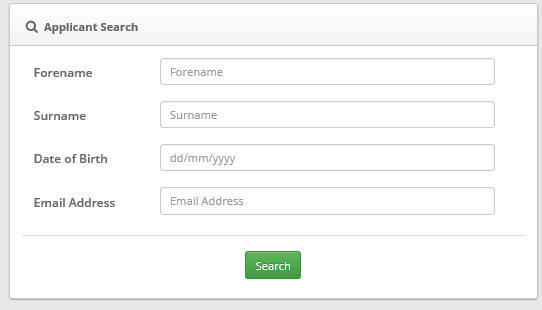 Applicant Search
Forename Forename
Surname Surname
Date of Birth dd/mm/yyyy
Email Address Email Address
Search